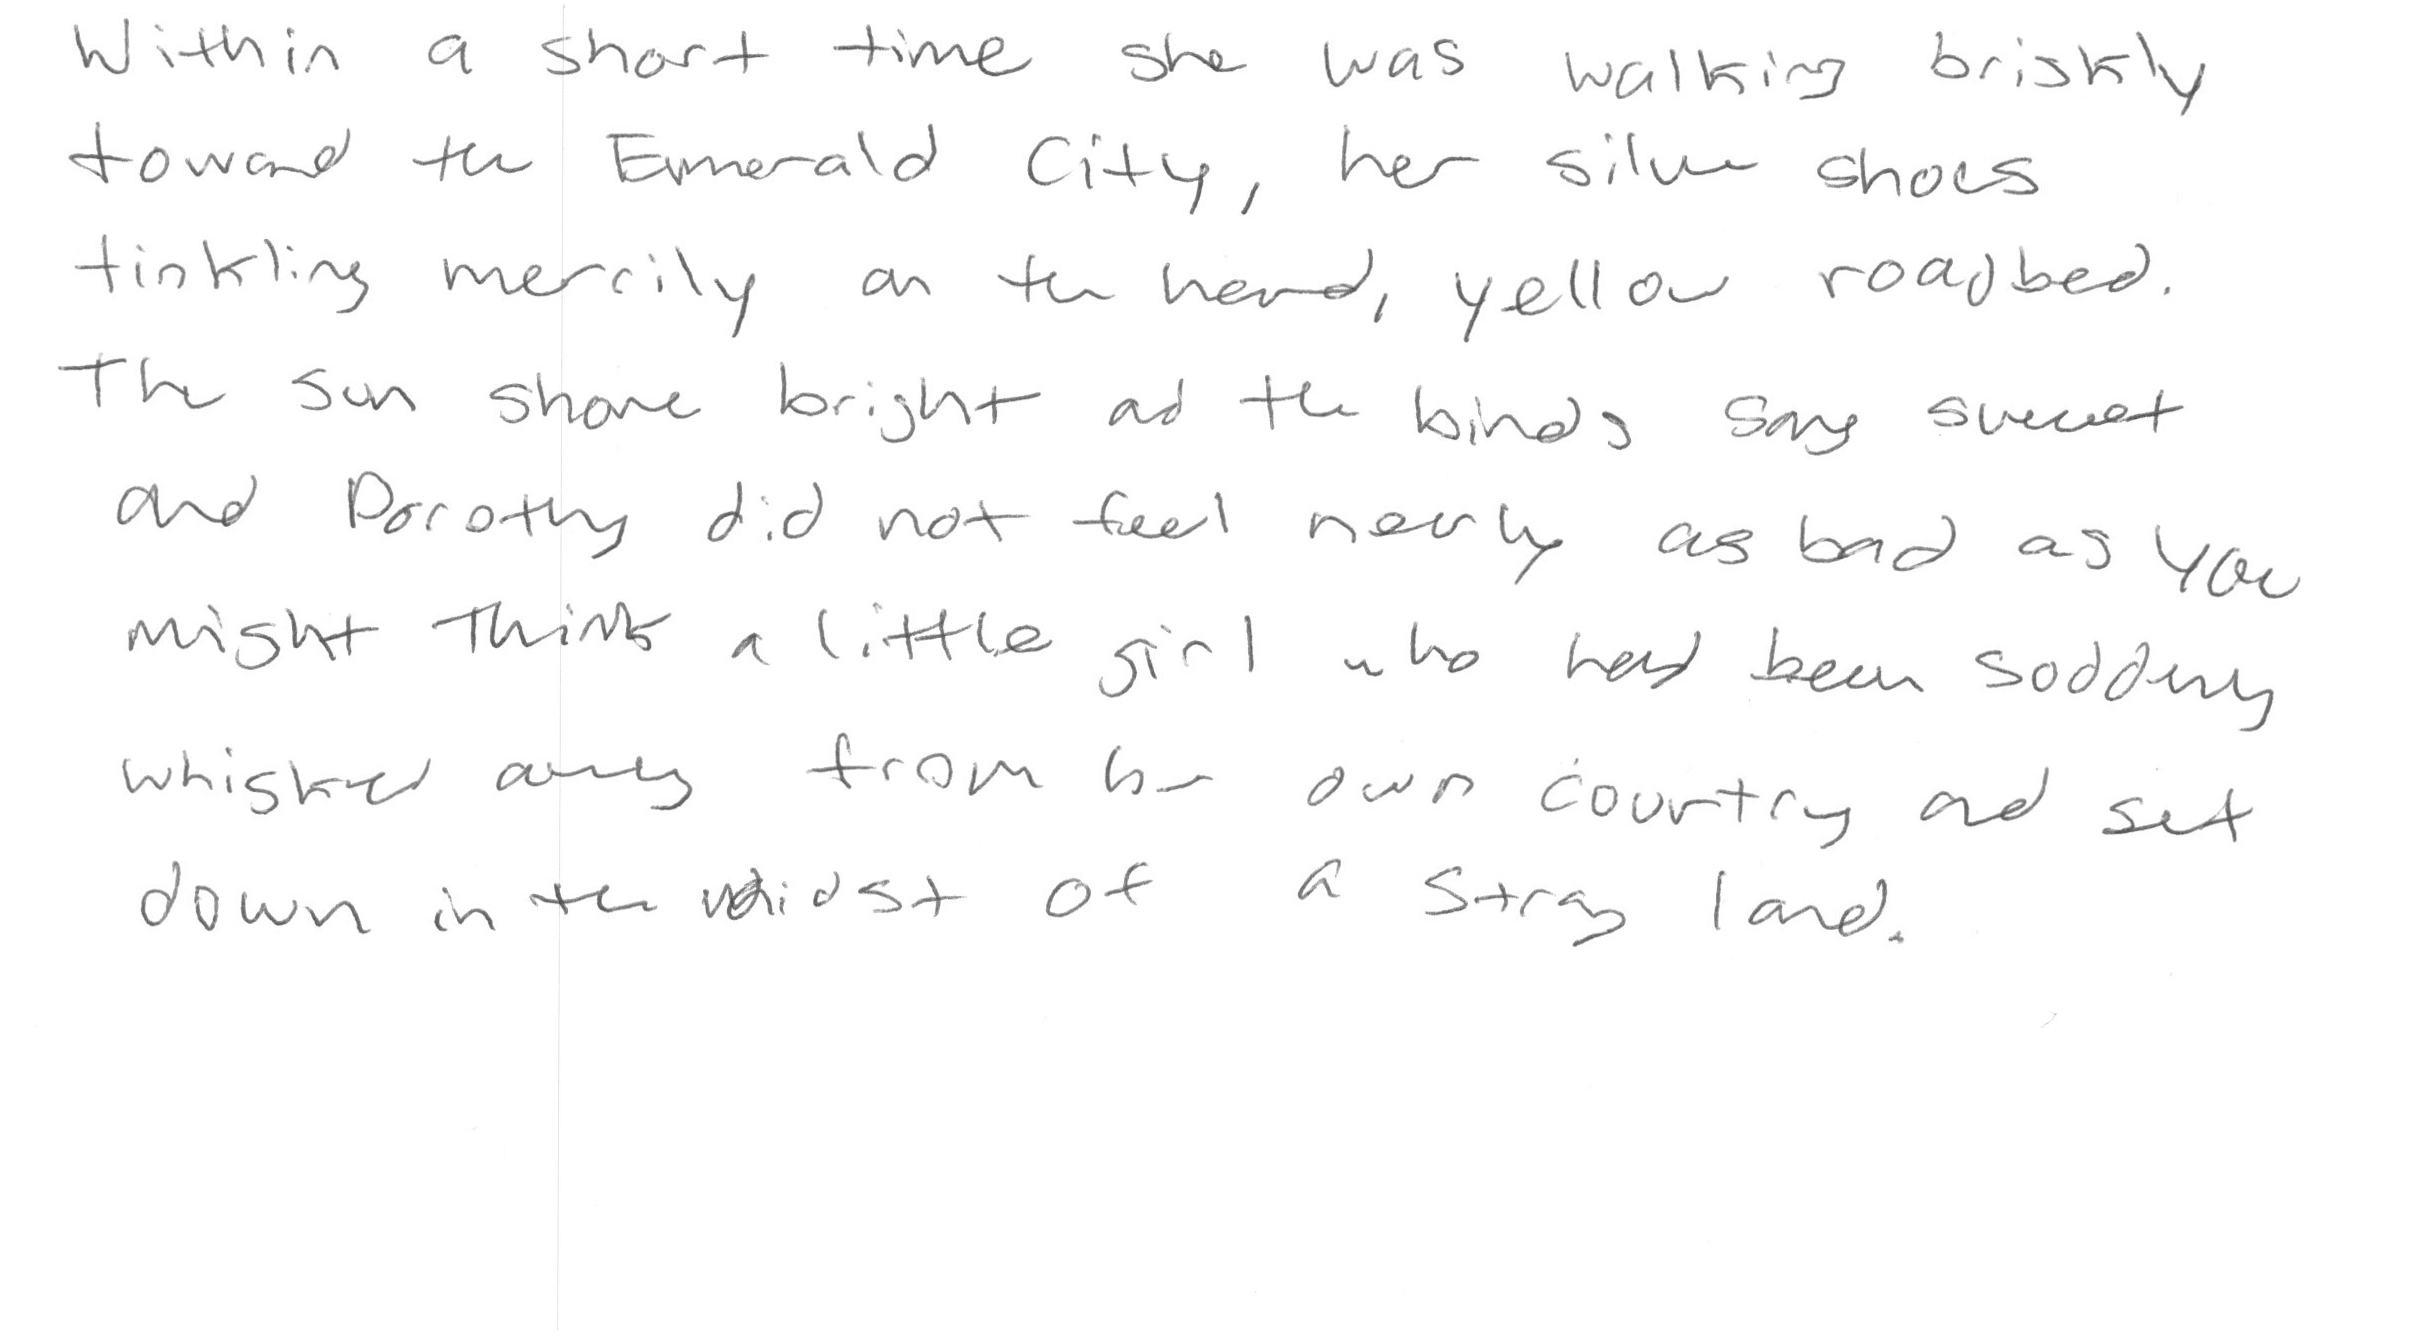 Within a short time she was walking briskly
toward the Emerald City, her silver shoes
tinkling merrily on the hard, yellow roadbed.
The sun shone bright and the birds sang sweet
and Dorothy did not feel nearly as bad as you
might think a little girl who had been suddenly
whisked away from her own country and set
down in the midst of a strange land.